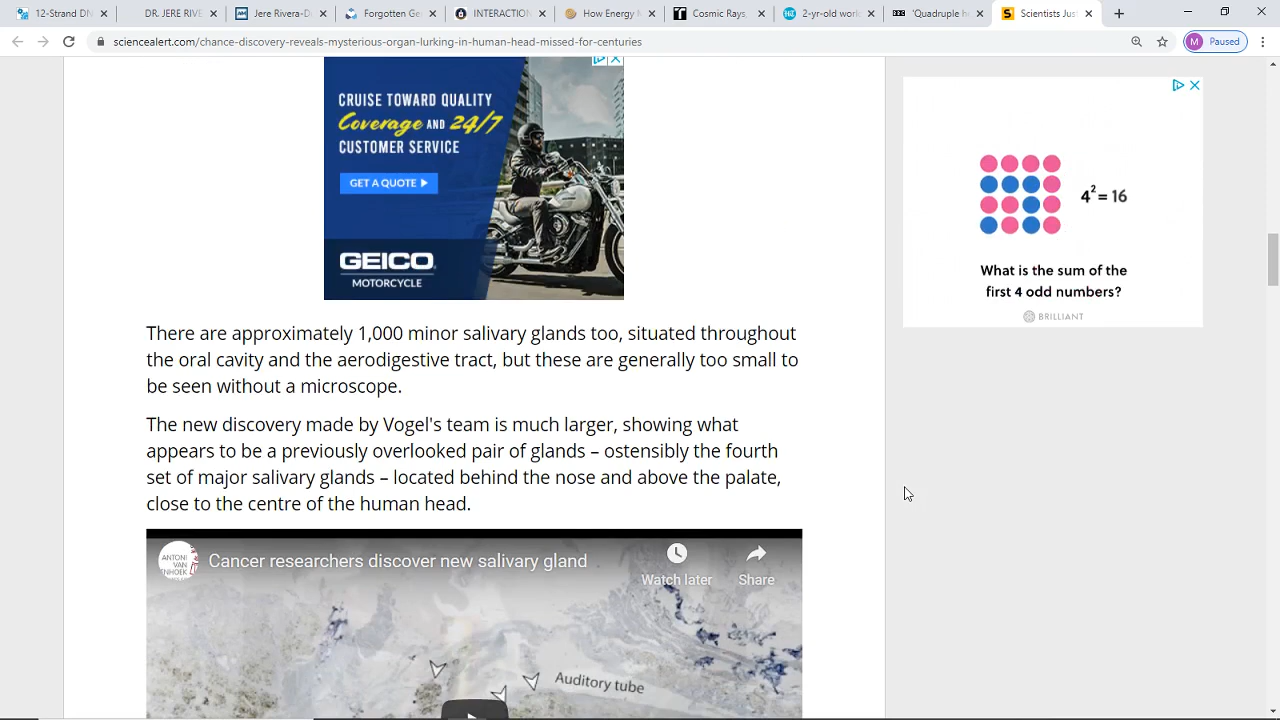 12-Strand DN
DR. JERE RIVE
Jere Rivera-D
Forgotten Ge
INTERACTION
How Energy M
Cosmic Rays
2-yr-old work
'Quadruple he
Scientists Jus
sciencealert.com/chance-discovery-reveals-mysterious-organ-lurking-in-human-head-missed-for-centuries
M Paused
CRUISE TOWARD QUALITY
Coverage AND 24/7
CUSTOMER SERVICE
GET A QUOTE
GEICO
MOTORCYCLE
4² = 16
What is the sum of the
first 4 odd numbers?
BRILLIANT
There are approximately 1,000 minor salivary glands too, situated throughout
the oral cavity and the aerodigestive tract, but these are generally too small to
be seen without a microscope.
The new discovery made by Vogel's team is much larger, showing what
appears to be a previously overlooked pair of glands – ostensibly the fourth
set of major salivary glands – located behind the nose and above the palate,
close to the centre of the human head.
ANTONI
VAN
ENHOEK
Cancer researchers discover new salivary gland
Watch later
Share
Auditory tube